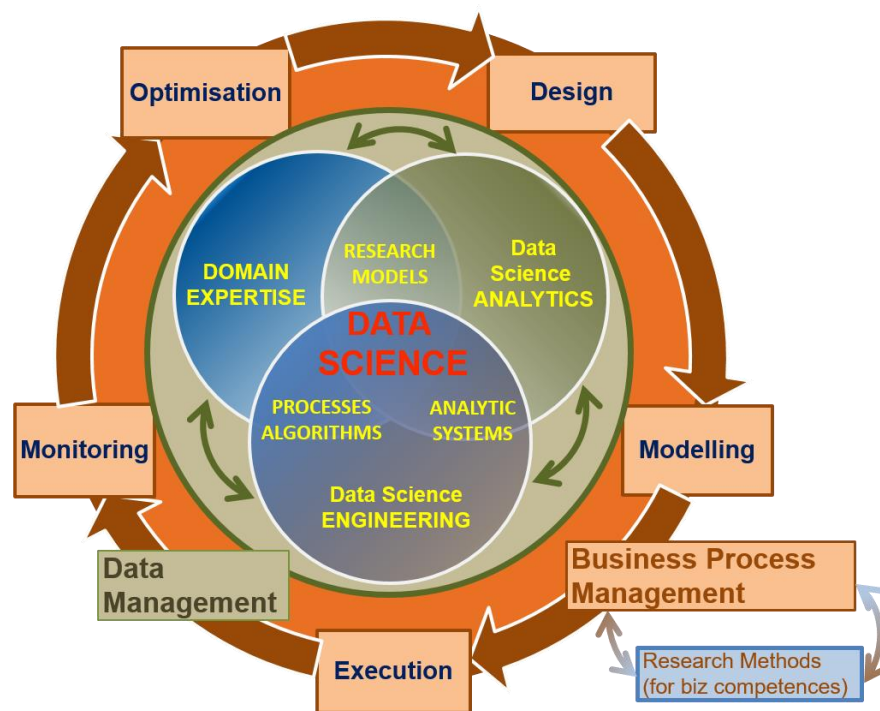 Optimisation
Design
DOMAIN
EXPERTISE
RESEARCH
MODELS
Data
Science
ANALYTICS
DATA
SCIENCE
PROCESSES
ALGORITHMS
ANALYTIC
SYSTEMS
Monitoring
Modelling
Data Science
ENGINEERING
Data
Management
Business Process
Management
Execution
Research Methods
(for biz competences)